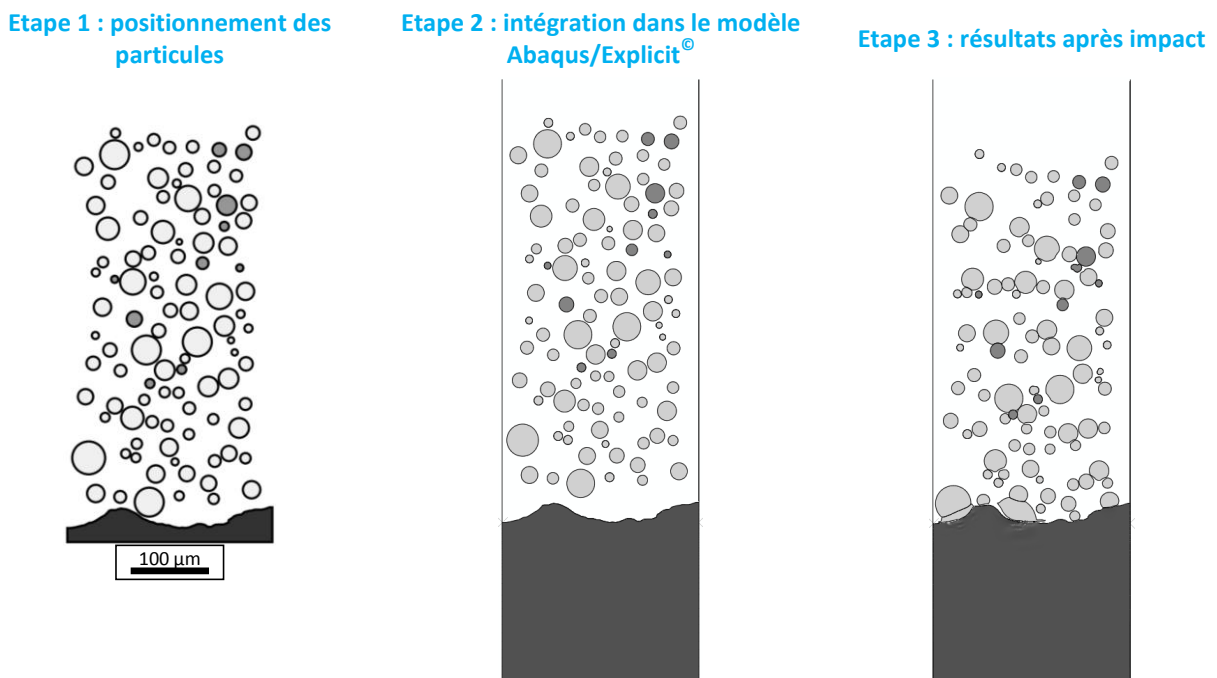 Etape 1 : positionnement des
particules
Etape 2 : intégration dans le modèle
Abaqus/Explicit©
Etape 3 : résultats après impact
100 µm